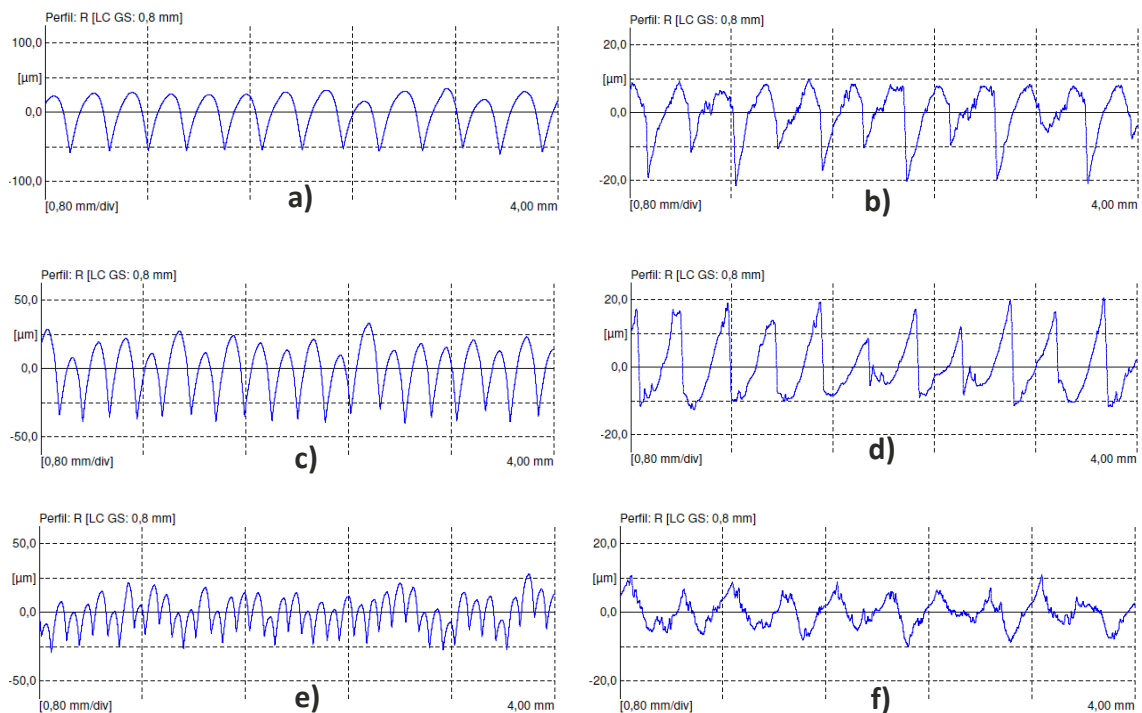 Perfil: R [LC GS: 0,8 mm]
100,0
[µm]
0,0
-100,0
[0,80 mm/div]
4,00 mm
a)
Perfil: R [LC GS: 0,8 mm]
20,0
[µm]
0,0
-20,0
[0,80 mm/div]
4,00 mm
b)
Perfil: R [LC GS: 0,8 mm]
50,0
[µm]
0,0
-50,0
[0,80 mm/div]
4,00 mm
c)
Perfil: R [LC GS: 0,8 mm]
20,0
[µm]
0,0
-20,0
[0,80 mm/div]
4,00 mm
d)
Perfil: R [LC GS: 0,8 mm]
50,0
[µm]
0,0
-50,0
[0,80 mm/div]
4,00 mm
e)
Perfil: R [LC GS: 0,8 mm]
20,0
[µm]
0,0
-20,0
[0,80 mm/div]
4,00 mm
f)